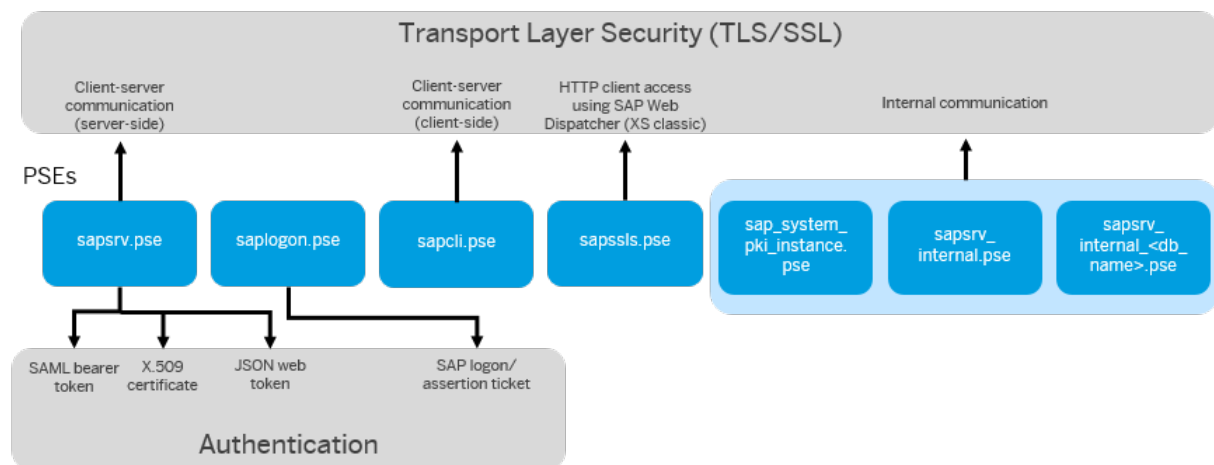 Transport Layer Security (TLS/SSL)
Client-server
communication
(server-side)
Client-server
communication
(client-side)
HTTP client access
using SAP Web
Dispatcher (XS classic)
Internal communication
PSEs
sapsrv.pse
saplogon.pse
sapcli.pse
sapssls.pse
sap_system_
pki_instance.
pse
sapsrv_
internal.pse
sapsrv_
internal_<db_
name>.pse
SAML bearer
token
X.509
certificate
JSON web
token
SAP logon/
assertion ticket
Authentication